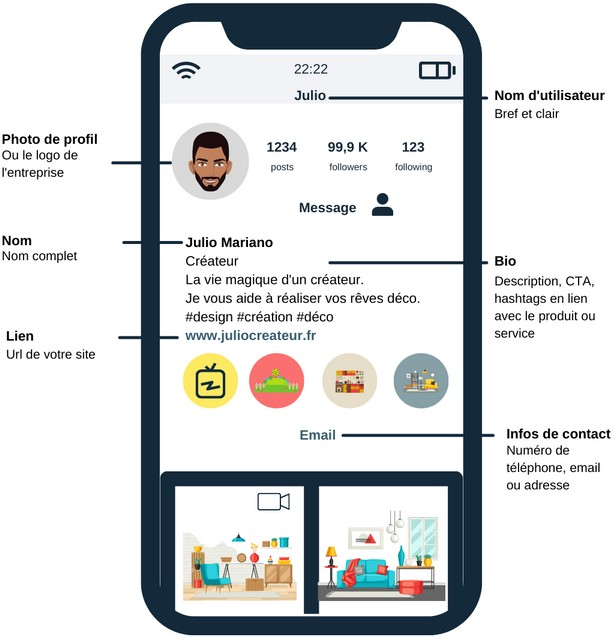 22:22
Julio
Nom d'utilisateur
Bref et clair
Photo de profil
Ou le logo de
l'entreprise
1234
posts
99,9 K
followers
123
following
Message
Nom
Nom complet
Julio Mariano
Créateur
La vie magique d'un créateur.
Je vous aide à réaliser vos rêves déco.
#design #création #déco
www.juliocreateur.fr
Bio
Description, CTA,
hashtags en lien
avec le produit ou
service
Lien
Url de votre site
Email
Infos de contact
Numéro de
téléphone, email
ou adresse